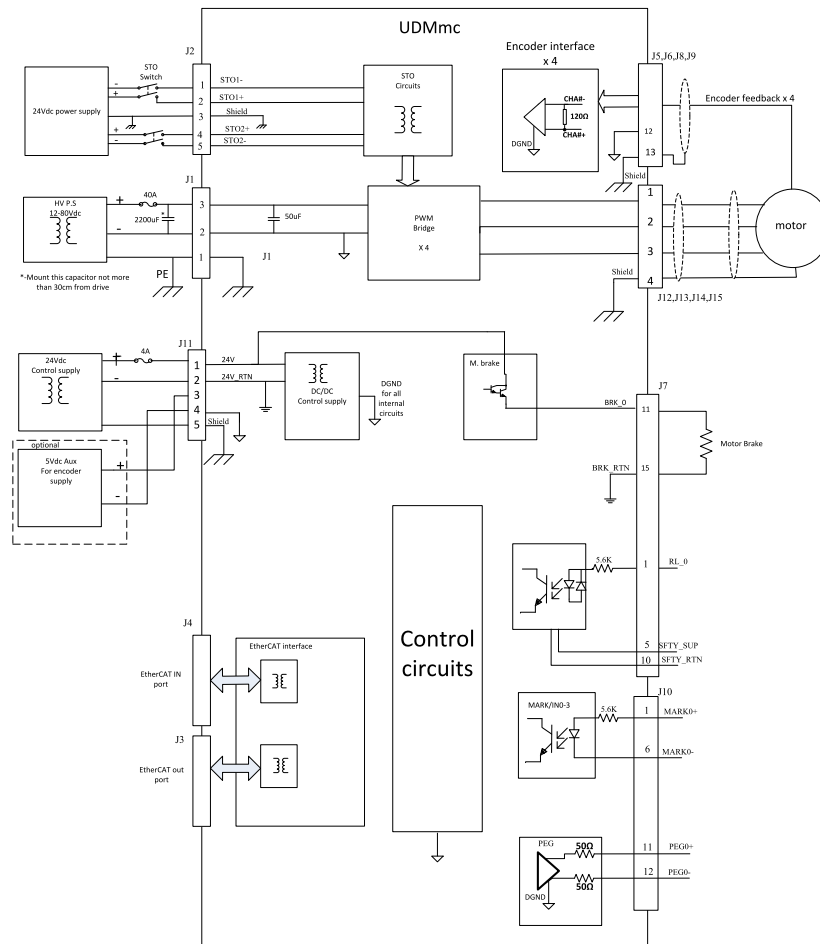 UDMmc
J2
STO
Switch
24Vdc power supply
-
+
+
-
1
2
3
4
5
STO1-
STO1+
Shield
STO2+
STO2-
STO
Circuits
Encoder interface
x 4
CHA#-
120Ω
CHA#+
DGND
J5,J6,J8,J9
12
13
Shield
Encoder feedback x 4
J1
HV P.S
12-80Vdc
+
-
40A
*
2200uF
3
2
1
50uF
J1
PE
*-Mount this capacitor not more
than 30cm from drive
PWM
Bridge
X 4
1
2
3
4
Shield
motor
J12,J13,J14,J15
J11
24Vdc
Control supply
+
-
4A
1
2
3
4
5
24V
24V_RTN
Shield
DC/DC
Control supply
DGND
for all
internal
circuits
optional
5Vdc Aux
For encoder
supply
+
-
M. brake
J7
BRK_0
11
BRK_RTN
15
Motor Brake
5.6K
1
RL_0
5
SFTY_SUP
10
SFTY_RTN
Control
circuits
J4
EtherCAT IN
port
EtherCAT interface
J3
EtherCAT out
port
J10
MARK/IN0-3
5.6K
1
MARK0+
6
MARK0-
PEG
50Ω
11
PEG0+
50Ω
12
PEG0-
DGND